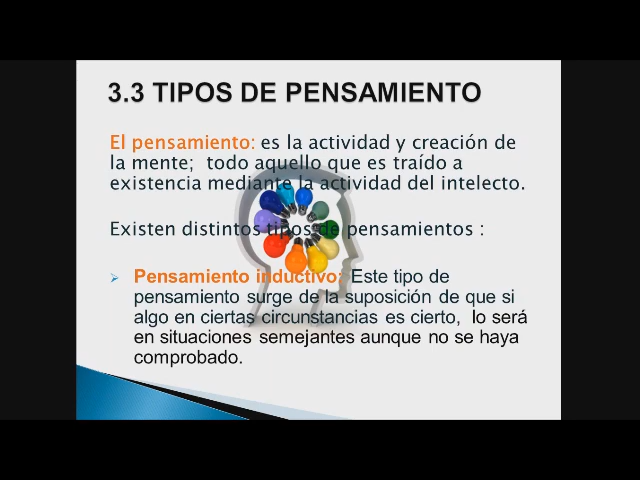 3.3 TIPOS DE PENSAMIENTO
El pensamiento: es la actividad y creación de
la mente; todo aquello que es traído a
existencia mediante la actividad del intelecto.
Existen distintos tipos de pensamientos :
Pensamiento inductivo: Este tipo de
pensamiento surge de la suposición de que si
algo en ciertas circunstancias es cierto, lo será
en situaciones semejantes aunque no se haya
comprobado.